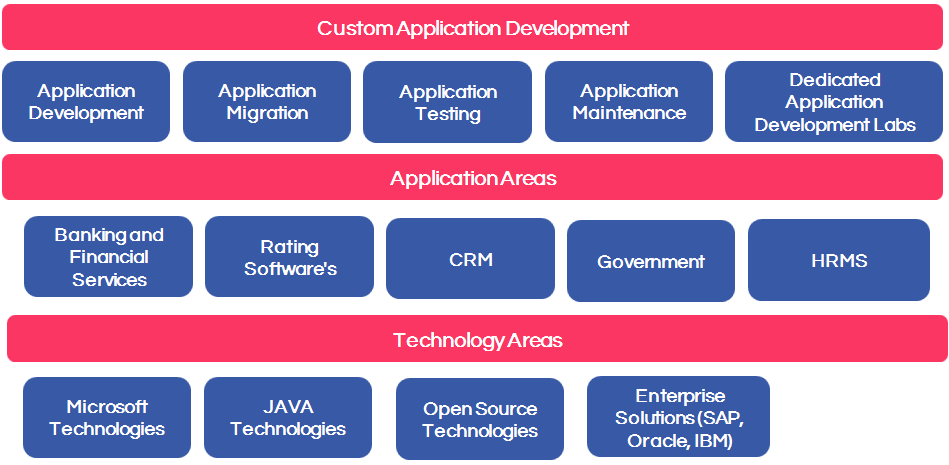 Custom Application Development
Application
Development
Application
Migration
Application
Testing
Application
Maintenance
Dedicated
Application
Development Labs
Application Areas
Banking and
Financial
Services
Rating
Software's
CRM
Government
HRMS
Technology Areas
Microsoft
Technologies
JAVA
Technologies
Open Source
Technologies
Enterprise
Solutions (SAP,
Oracle, IBM)